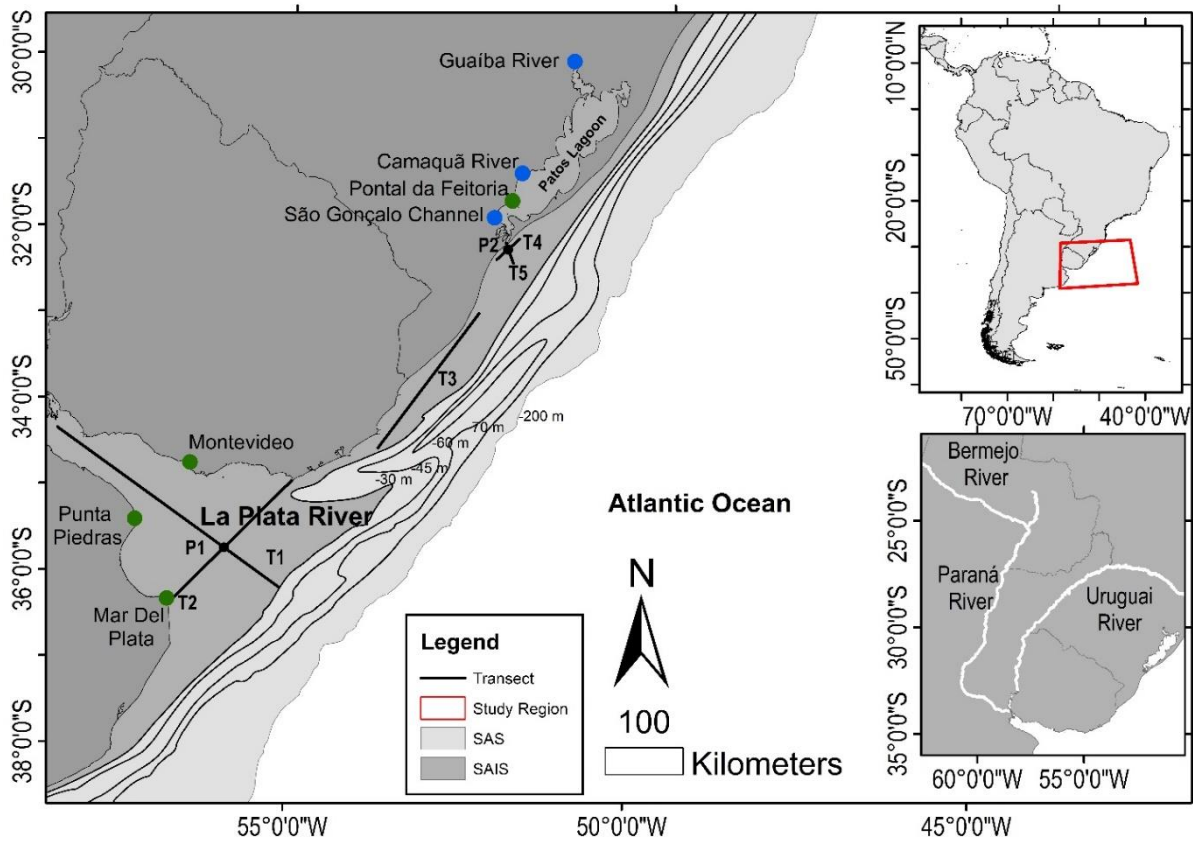 30°0'0"S
32°0'0"S
34°0'0"S
36°0'0"S
38°0'0"S
55°0'0"W
50°0'0"W
45°0'0"W
Guaíba River
Patos Lagoon
Camaquã River
Pontal da Feitoria
São Gonçalo Channel
P2
T4
T5
T3
-200 m
70 m
-60 m
-45 m
-30 m
Montevideo
La Plata River
Punta
Piedras
P1
T1
T2
Mar Del
Plata
Atlantic Ocean
N
100
Kilometers
Legend
Transect
Study Region
SAS
SAIS
10°0'0"N
20°0'0"S
50°0'0"S
70°0'0"W
40°0'0"W
Bermejo
River
Paraná
River
Uruguai
River
25°0'0"S
30°0'0"S
35°0'0"S
60°0'0"W
55°0'0"W